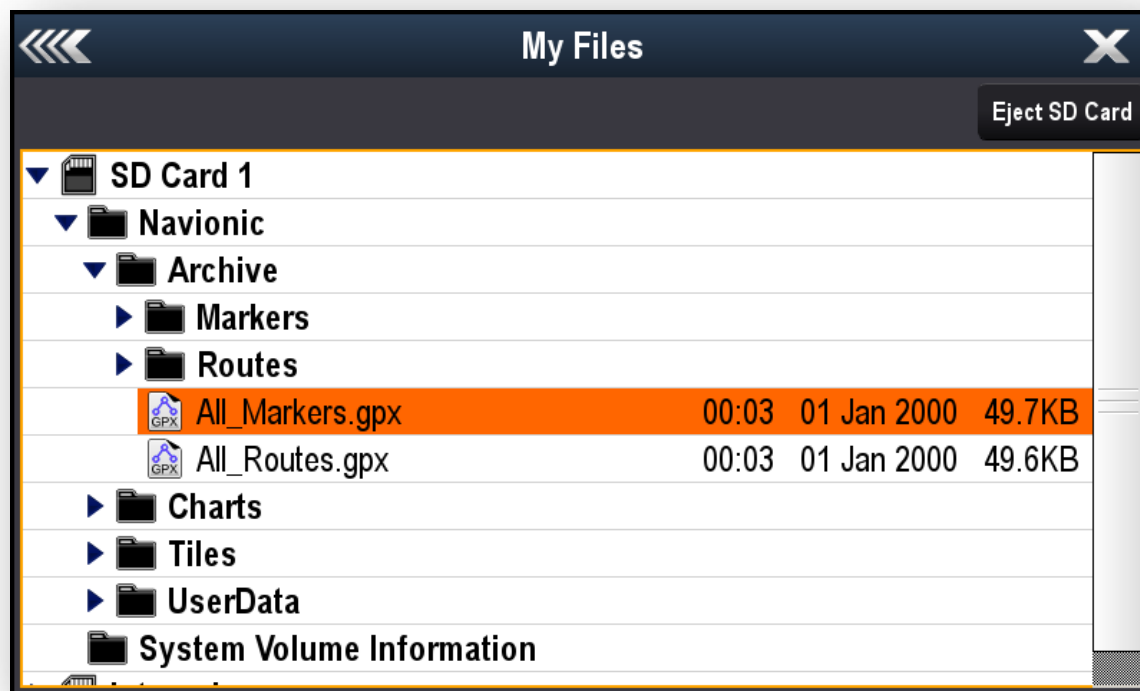 My Files
Eject SD Card
SD Card 1
Navionic
Archive
Markers
Routes
GPX All_Markers.gpx 00:03 01 Jan 2000 49.7KB
GPX All_Routes.gpx 00:03 01 Jan 2000 49.6KB
Charts
Tiles
UserData
System Volume Information